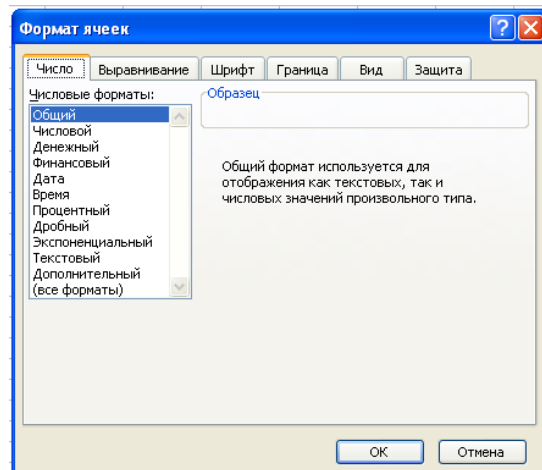 Формат ячеек
Число Выравнивание Шрифт Граница Вид Защита
Числовые форматы:
Общий
Числовой
Денежный
Финансовый
Дата
Время
Процентный
Дробный
Экспоненциальный
Текстовый
Дополнительный
(все форматы)
Образец
Общий формат используется для
отображения как текстовых, так и
числовых значений произвольного типа.
ОК Отмена